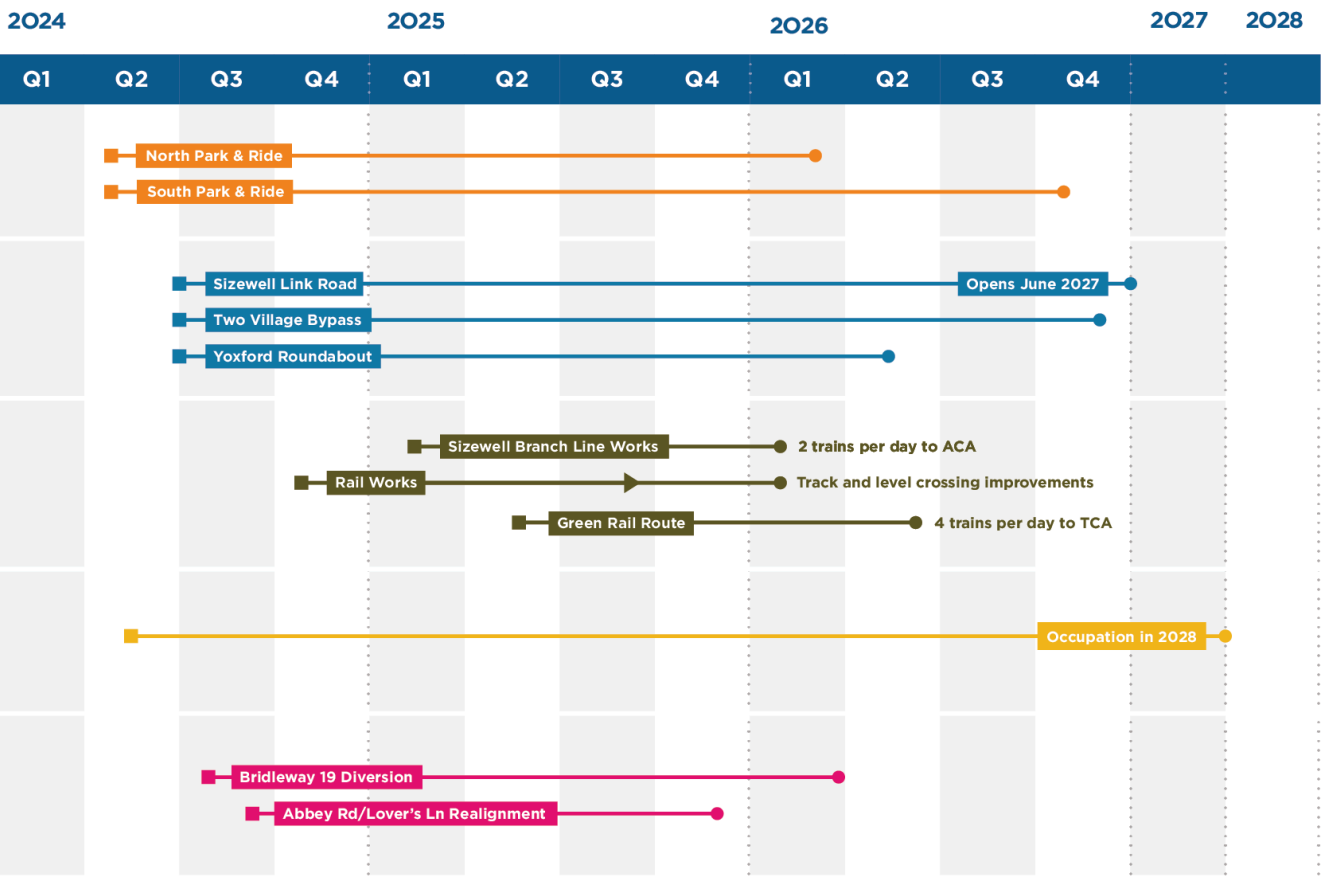 2024 2025 2026 2027 2028
Q1 Q2 Q3 Q4 Q1 Q2 Q3 Q4 Q1 Q2 Q3 Q4
North Park & Ride
South Park & Ride
Sizewell Link Road Opens June 2027
Two Village Bypass
Yoxford Roundabout
Sizewell Branch Line Works 2 trains per day to ACA
Rail Works Track and level crossing improvements
Green Rail Route 4 trains per day to TCA
Occupation in 2028
Bridleway 19 Diversion
Abbey Rd/Lover’s Ln Realignment